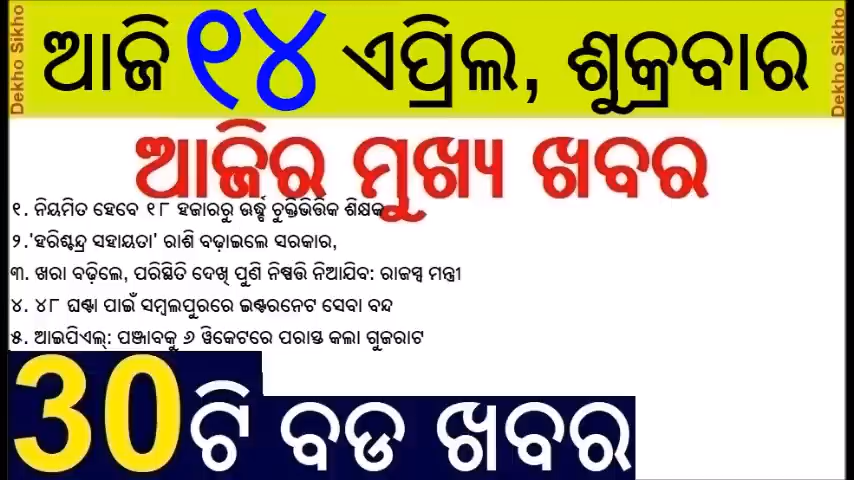 Dekho Sikho
ଆଜି ୧୪ ଏପ୍ରିଲ, ଶୁକ୍ରବାର
Dekho Sikho
ଆଜିର ମୁଖ୍ୟ ଖବର
୧. ନିୟମିତ ହେବେ ୧୮ ହଜାରରୁ ଊର୍ଦ୍ଧ୍ୱ ଚୁକ୍ତିଭିତ୍ତିକ ଶିକ୍ଷକ
୨.'ହରିଶ୍ଚନ୍ଦ୍ର ସହାୟତା' ରାଶି ବଢ଼ାଇଲେ ସରକାର,
୩. ଖରା ବଢ଼ିଲେ, ପରିସ୍ଥିତି ଦେଖି ପୁଣି ନିଷ୍ପତ୍ତି ନିଆଯିବ: ରାଜସ୍ୱ ମନ୍ତ୍ରୀ
୪. ୪୮ ଘଣ୍ଟା ପାଇଁ ସମ୍ବଲପୁରରେ ଇଣ୍ଟରନେଟ ସେବା ବନ୍ଦ
୫. ଆଇପିଏଲ୍: ପଞ୍ଜାବକୁ ୬ ୱିକେଟରେ ପରାସ୍ତ କଲା ଗୁଜରାଟ
30ଟି ବଡ ଖବର